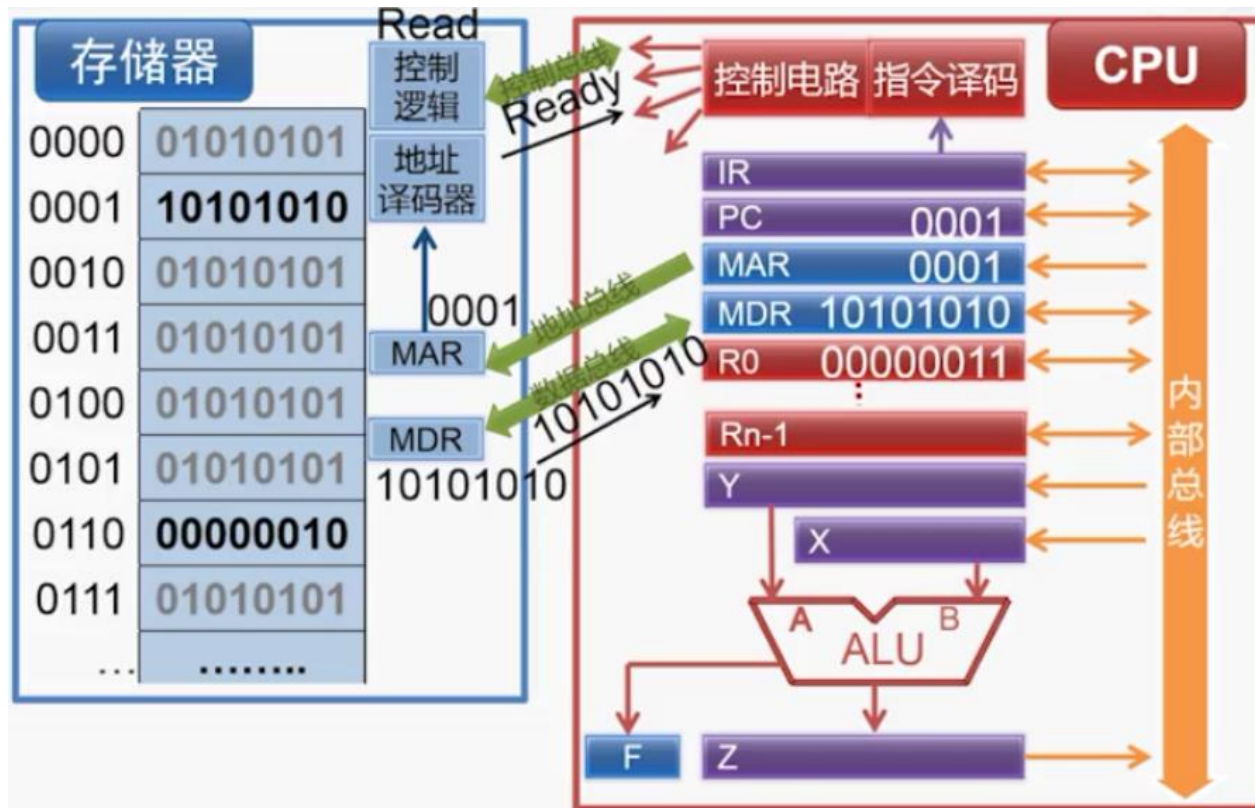 存储器
0000 01010101
0001 10101010
0010 01010101
0011 01010101
0100 01010101
0101 01010101
0110 00000010
0111 01010101
... ........
Read
控制
逻辑
地址
译码器
0001
MAR
MDR
10101010
控制总线
Ready
地址总线
数据总线
10101010
CPU
控制电路 指令译码
IR
PC 0001
MAR 0001
MDR 10101010
R0 00000011
Rn-1
Y
X
A B
ALU
F
Z
内部总线